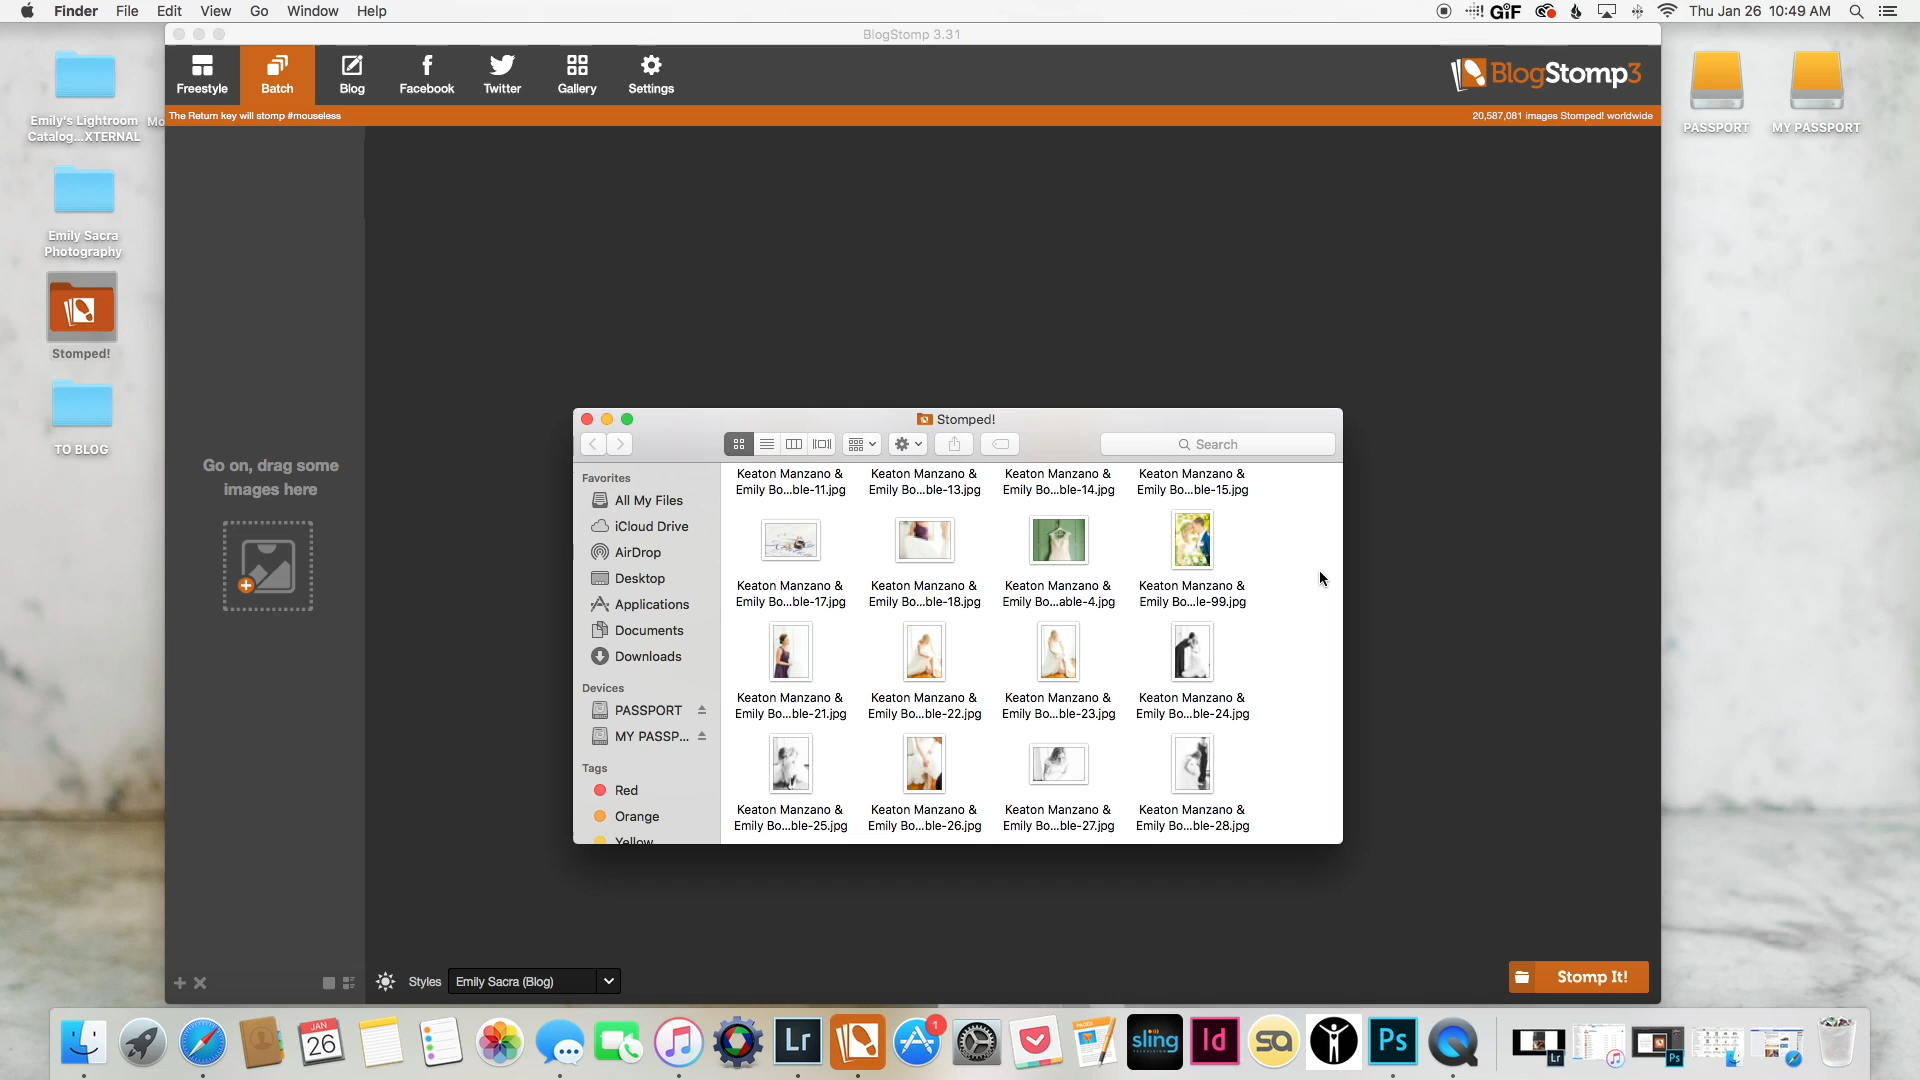 Finder File Edit View Go Window Help
GIF Thu Jan 26 10:49 AM
BlogStomp 3.31
Freestyle Batch Blog Facebook Twitter Gallery Settings
BlogStomp3
The Return key will stomp #mouseless
20,587,081 images Stomped! worldwide
Emily's Lightroom
Catalog...XTERNAL
Mo
Emily Sacra
Photography
Stomped!
TO BLOG
PASSPORT
MY PASSPORT
Go on, drag some
images here
Stomped!
Search
Favorites
All My Files
iCloud Drive
AirDrop
Desktop
Applications
Documents
Downloads
Devices
PASSPORT
MY PASSP...
Tags
Red
Orange
Yellow
Keaton Manzano & Keaton Manzano & Keaton Manzano & Keaton Manzano &
Emily Bo...ble-11.jpg Emily Bo...ble-13.jpg Emily Bo...ble-14.jpg Emily Bo...ble-15.jpg
Keaton Manzano & Keaton Manzano & Keaton Manzano & Keaton Manzano &
Emily Bo...ble-17.jpg Emily Bo...ble-18.jpg Emily Bo...able-4.jpg Emily Bo...le-99.jpg
Keaton Manzano & Keaton Manzano & Keaton Manzano & Keaton Manzano &
Emily Bo...ble-21.jpg Emily Bo...ble-22.jpg Emily Bo...ble-23.jpg Emily Bo...ble-24.jpg
Keaton Manzano & Keaton Manzano & Keaton Manzano & Keaton Manzano &
Emily Bo...ble-25.jpg Emily Bo...ble-26.jpg Emily Bo...ble-27.jpg Emily Bo...ble-28.jpg
Styles Emily Sacra (Blog)
Stomp It!
JAN
26
Lr
1
PAGES
sling
TELEVISION
Id
sa
Ps
Lr
Ps